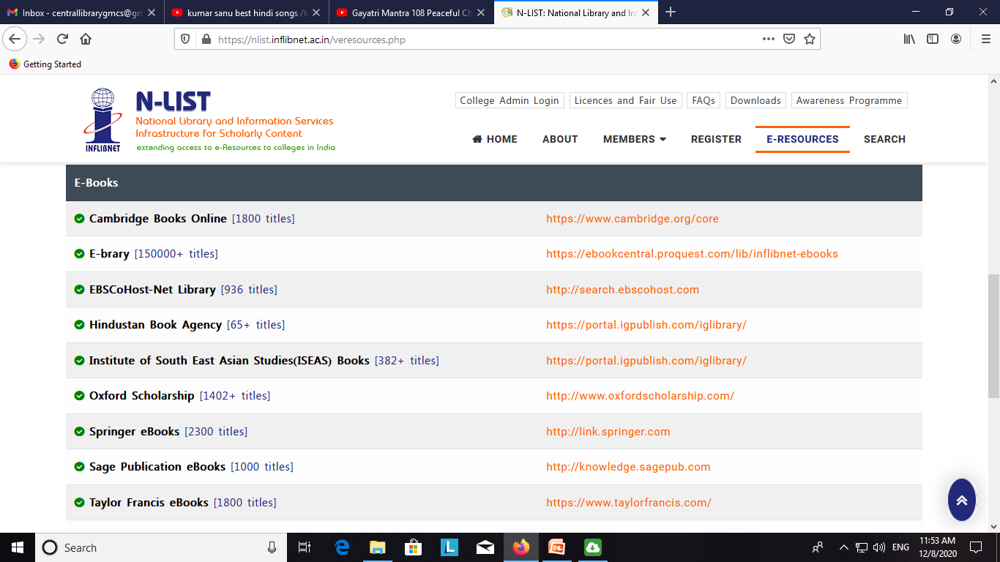 Inbox - centrallibrarygmcs@gm
kumar sanu best hindi songs /k
Gayatri Mantra 108 Peaceful Ch
N-LIST: National Library and Inf
https://nlist.inflibnet.ac.in/veresources.php
Getting Started
INFLIBNET
N-LIST
National Library and Information Services
Infrastructure for Scholarly Content
extending access to e-Resources to colleges in India
College Admin Login
Licences and Fair Use
FAQs
Downloads
Awareness Programme
HOME
ABOUT
MEMBERS
REGISTER
E-RESOURCES
SEARCH
E-Books
Cambridge Books Online [1800 titles] https://www.cambridge.org/core
E-brary [150000+ titles] https://ebookcentral.proquest.com/lib/inflibnet-ebooks
EBSCoHost-Net Library [936 titles] http://search.ebscohost.com
Hindustan Book Agency [65+ titles] https://portal.igpublish.com/iglibrary/
Institute of South East Asian Studies(ISEAS) Books [382+ titles] https://portal.igpublish.com/iglibrary/
Oxford Scholarship [1402+ titles] http://www.oxfordscholarship.com/
Springer eBooks [2300 titles] http://link.springer.com
Sage Publication eBooks [1000 titles] http://knowledge.sagepub.com
Taylor Francis eBooks [1800 titles] https://www.taylorfrancis.com/
Search
ENG
11:53 AM
12/8/2020